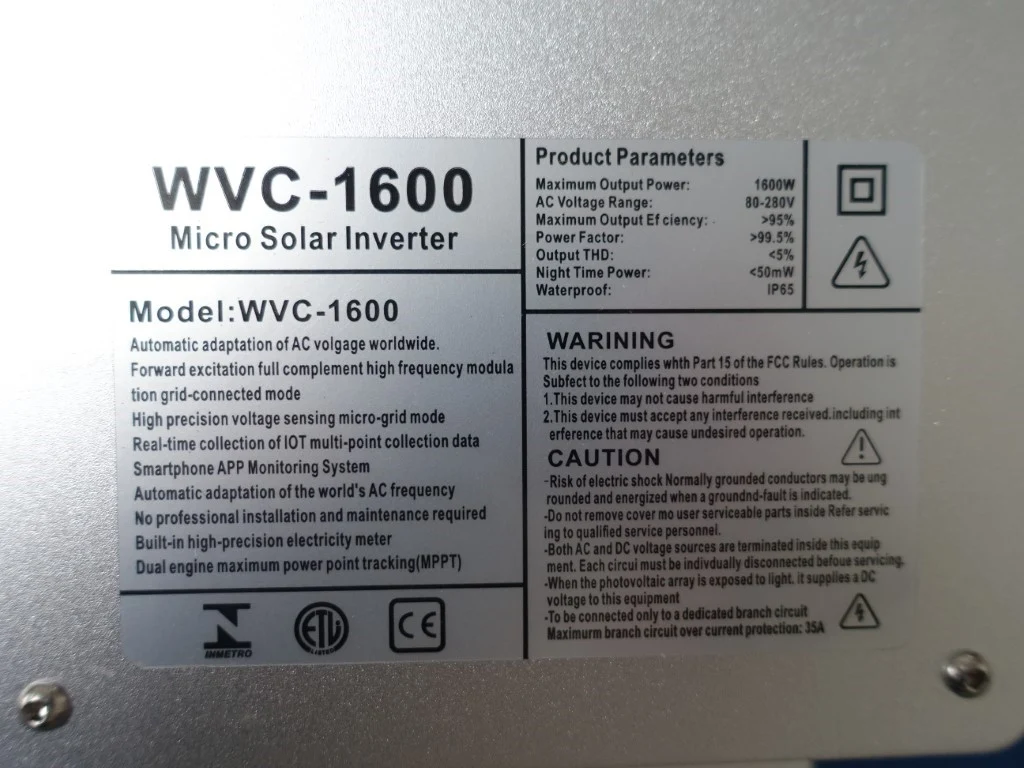 WVC-1600
Micro Solar Inverter
Model:WVC-1600
Automatic adaptation of AC volgage worldwide.
Forward excitation full complement high frequency modula
tion grid-connected mode
High precision voltage sensing micro-grid mode
Real-time collection of IOT multi-point collection data
Smartphone APP Monitoring System
Automatic adaptation of the world's AC frequency
No professional installation and maintenance required
Built-in high-precision electricity meter
Dual engine maximum power point tracking(MPPT)
INMETRO
ETL
LISTED
CE
Product Parameters
Maximum Output Power: 1600W
AC Voltage Range: 80-280V
Maximum Output Ef ciency: >95%
Power Factor: >99.5%
Output THD: <5%
Night Time Power: <50mW
Waterproof: IP65
WARINING
This device complies whth Part 15 of the FCC Rules. Operation is
Subfect to the following two conditions
1.This device may not cause harmful interference
2.This device must accept any interference received.including int
erference that may cause undesired operation.
CAUTION
-Risk of electric shock Normally grounded conductors may be ung
rounded and energized when a groundnd-fault is indicated.
-Do not remove cover mo user serviceable parts inside Refer servic
ing to qualified service personnel.
-Both AC and DC voltage sources are terminated inside this equip
ment. Each circui must be indivdually disconnected befoue servicing.
-When the photovoltaic array is exposed to light. it supplies a DC
voltage to this equipment
-To be connected only to a dedicated branch circuit
Maximurm branch circuit over current protection: 35A